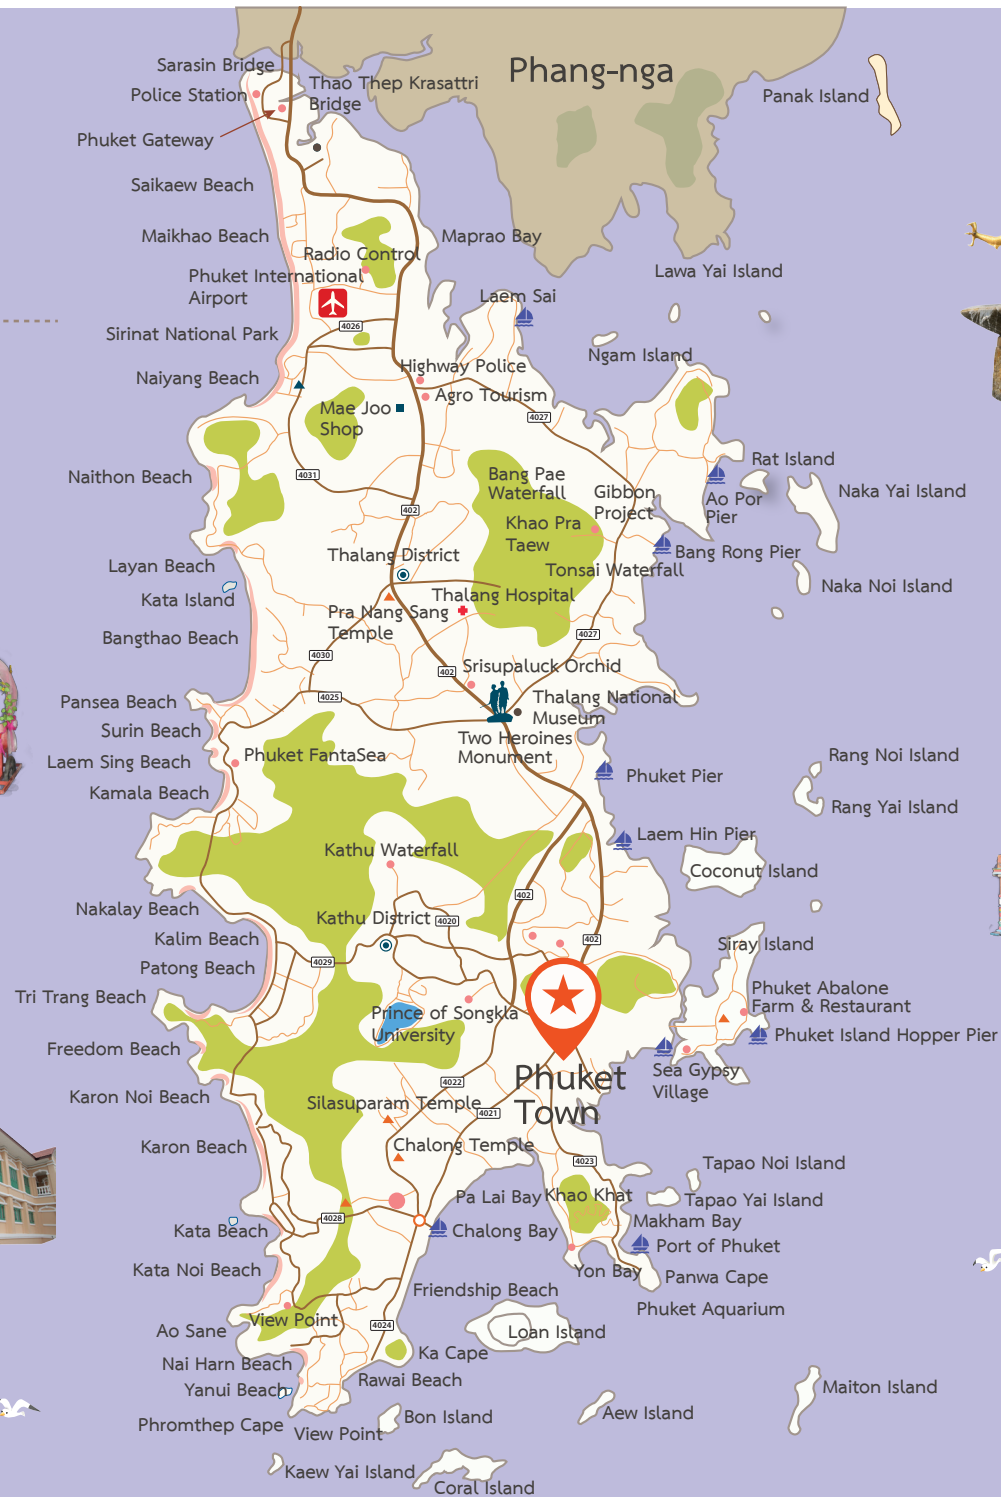 Phang-nga
Sarasin Bridge
Police Station
Thao Thep Krasattri
Bridge
Panak Island
Phuket Gateway
Saikaew Beach
Maikhao Beach
Maprao Bay
Radio Control
Phuket International
Airport
Lawa Yai Island
Laem Sai
4026
Sirinat National Park
Ngam Island
Highway Police
Naiyang Beach
Agro Tourism
Mae Joo
Shop
4027
Rat Island
Naithon Beach
4031
Bang Pae
Waterfall
Gibbon
Project
Ao Por
Pier
Naka Yai Island
402
Khao Pra
Taew
Thalang District
Bang Rong Pier
Layan Beach
Tonsai Waterfall
Kata Island
Thalang Hospital
Naka Noi Island
Pra Nang Sang
Temple
Bangthao Beach
4027
4030
402
Srisupaluck Orchid
4025
Pansea Beach
Thalang National
Museum
Surin Beach
Two Heroines
Monument
Laem Sing Beach
Phuket FantaSea
Rang Noi Island
Phuket Pier
Kamala Beach
Rang Yai Island
Laem Hin Pier
Kathu Waterfall
Coconut Island
402
Nakalay Beach
Kathu District
4020
Kalim Beach
402
Siray Island
4029
Patong Beach
Tri Trang Beach
Phuket Abalone
Farm & Restaurant
Prince of Songkla
University
Phuket Island Hopper Pier
Freedom Beach
Sea Gypsy
Village
Phuket
Town
4022
Karon Noi Beach
Silasuparam Temple
4021
Karon Beach
Chalong Temple
4023
Tapao Noi Island
Pa Lai Bay
Khao Khat
Tapao Yai Island
4028
Makham Bay
Kata Beach
Chalong Bay
Port of Phuket
Kata Noi Beach
Yon Bay
Panwa Cape
Friendship Beach
Phuket Aquarium
View Point
Ao Sane
4024
Loan Island
Ka Cape
Nai Harn Beach
Rawai Beach
Yanui Beach
Maiton Island
Phromthep Cape
View Point
Bon Island
Aew Island
Kaew Yai Island
Coral Island